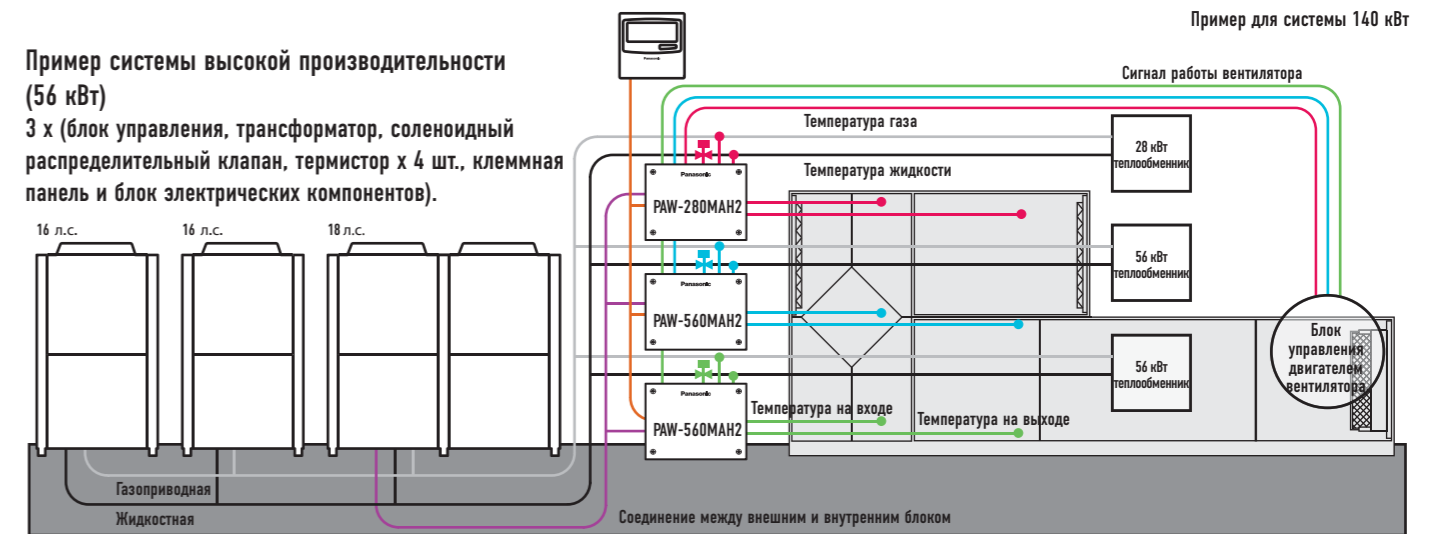 Пример для системы 140 кВт
Пример системы высокой производительности
(56 кВт)
3 х (блок управления, трансформатор, соленоидный
распределительный клапан, термистор х 4 шт., клеммная
панель и блок электрических компонентов).
16 л.с.
16 л.с.
18 л.с.
Panasonic
Сигнал работы вентилятора
Температура газа
Температура жидкости
28 кВт
теплообменник
Panasonic
PAW-280MAH2
56 кВт
теплообменник
Panasonic
PAW-560MAH2
Блок
управления
двигателем
вентилятора
56 кВт
теплообменник
Panasonic
PAW-560MAH2
Температура на входе
Температура на выходе
Газоприводная
Жидкостная
Соединение между внешним и внутренним блоком